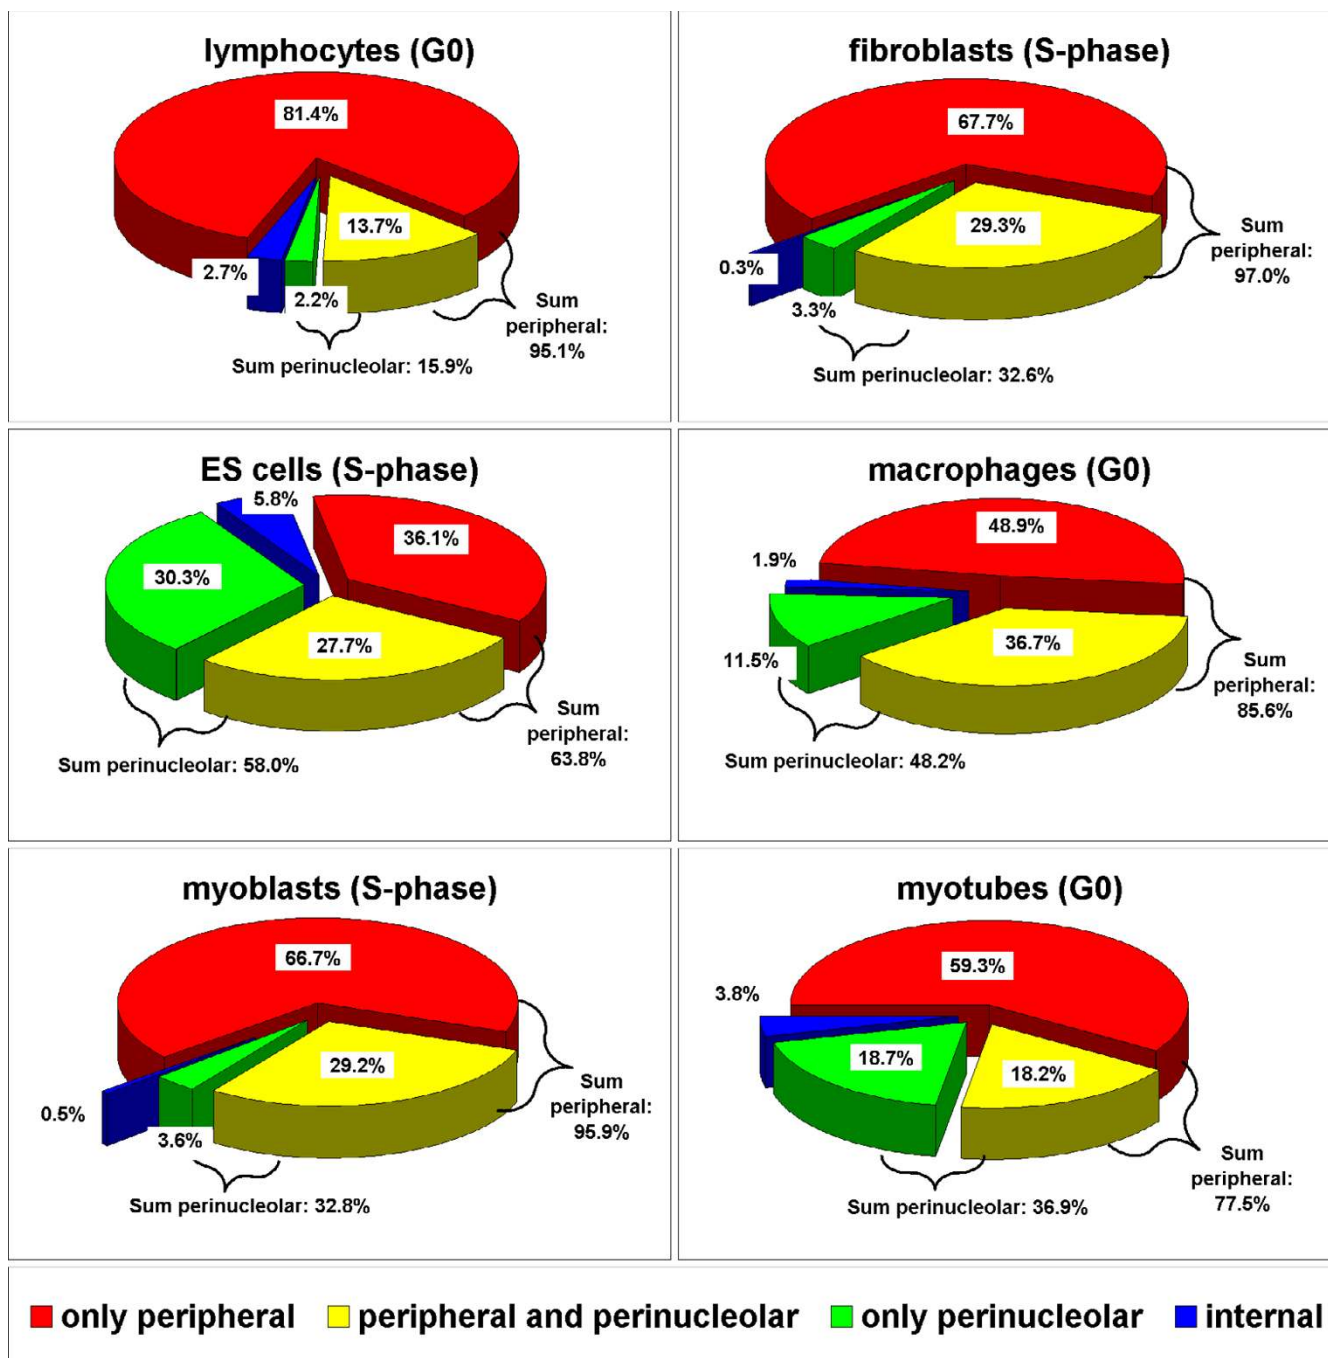 lymphocytes (G0)
81.4%
13.7%
2.7%
2.2%
Sum
peripheral:
95.1%
Sum perinucleolar: 15.9%
fibroblasts (S-phase)
67.7%
29.3%
0.3%
3.3%
Sum
peripheral:
97.0%
Sum perinucleolar: 32.6%
ES cells (S-phase)
5.8%
36.1%
30.3%
27.7%
Sum
peripheral:
63.8%
Sum perinucleolar: 58.0%
macrophages (G0)
48.9%
1.9%
36.7%
11.5%
Sum
peripheral:
85.6%
Sum perinucleolar: 48.2%
myoblasts (S-phase)
66.7%
29.2%
0.5%
3.6%
Sum
peripheral:
95.9%
Sum perinucleolar: 32.8%
myotubes (G0)
59.3%
3.8%
18.7%
18.2%
Sum
peripheral:
77.5%
Sum perinucleolar: 36.9%
only peripheral peripheral and perinucleolar only perinucleolar internal